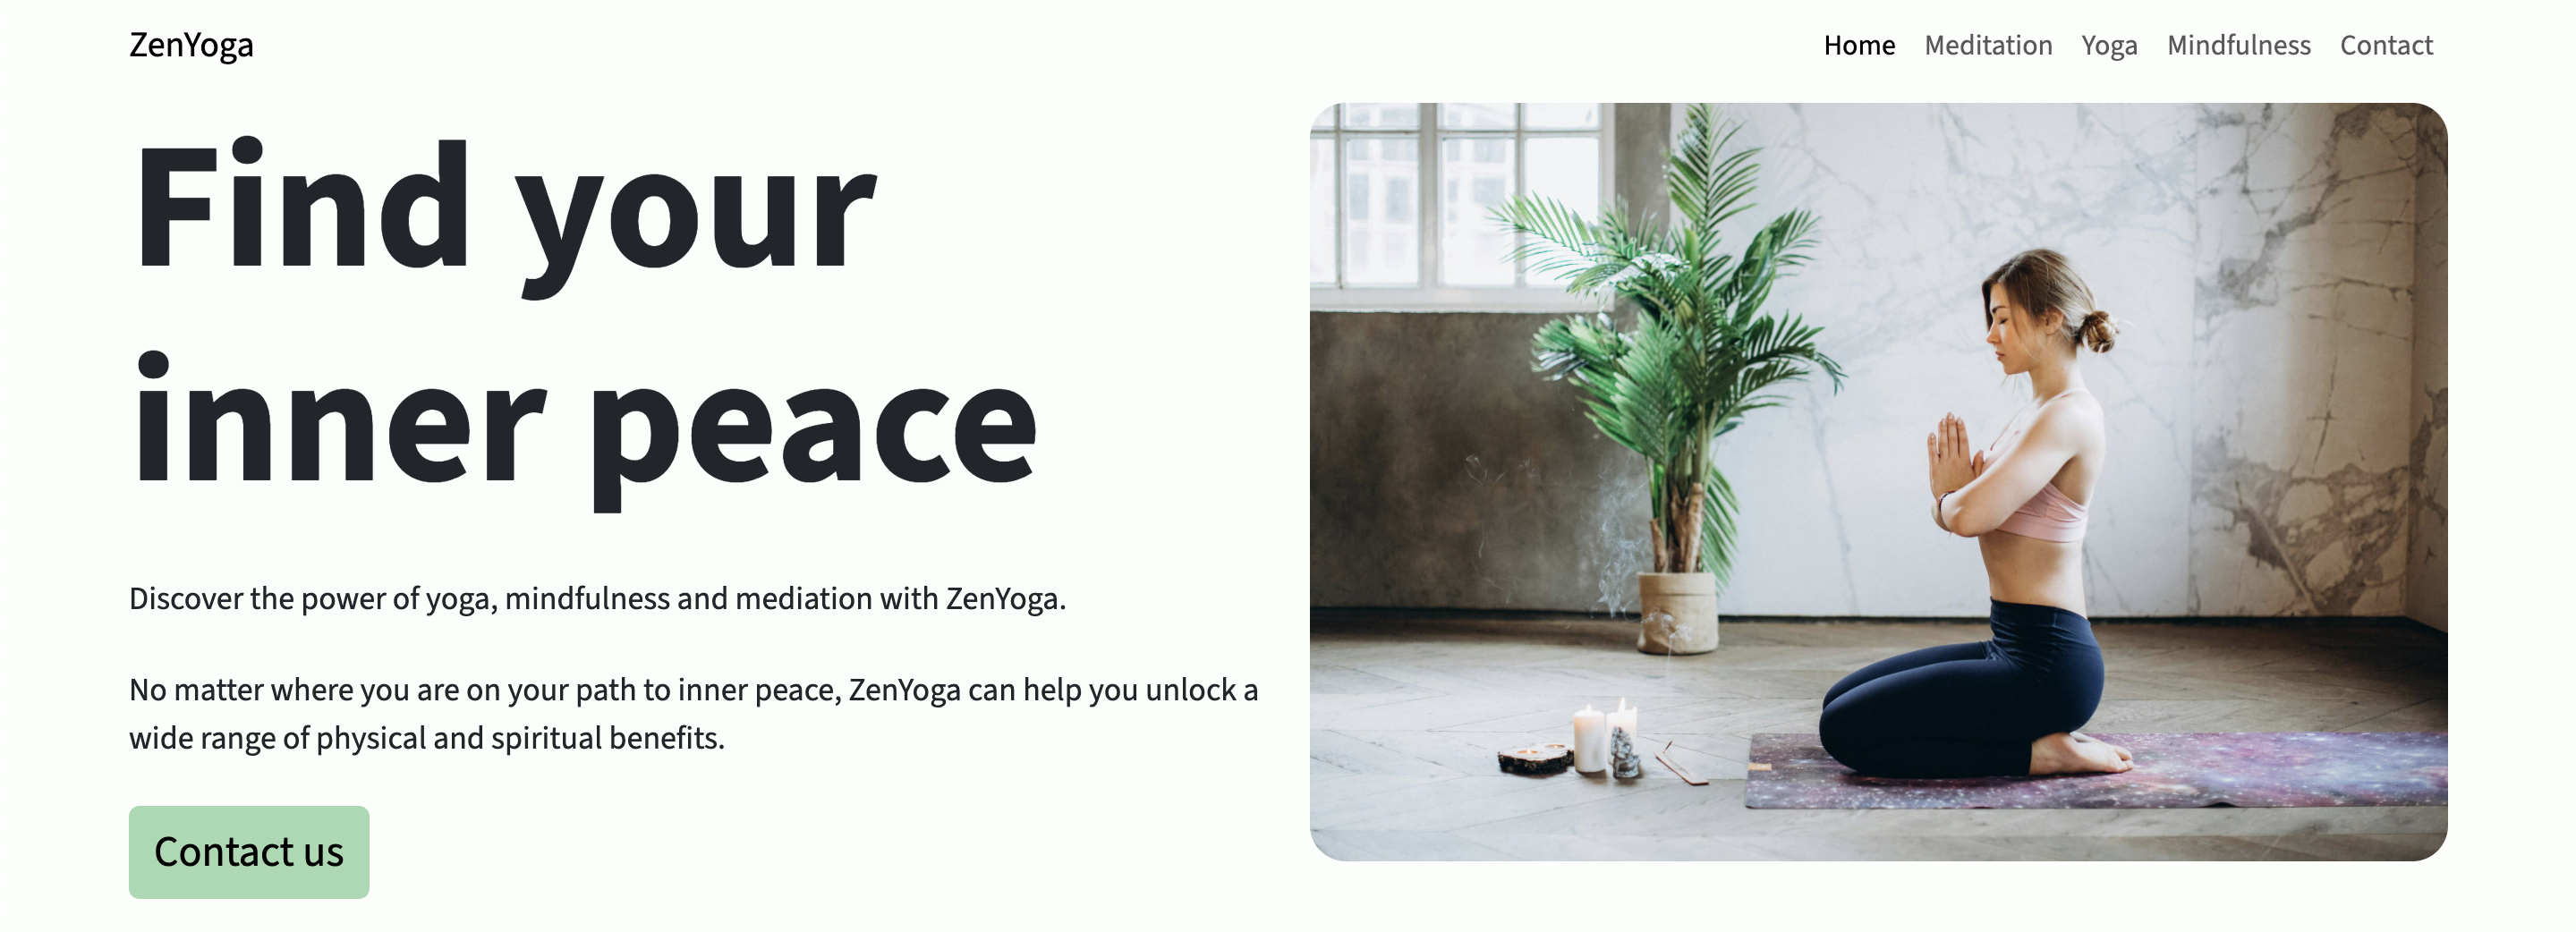 ZenYoga
Home Meditation Yoga Mindfulness Contact
Find your
inner peace
Discover the power of yoga, mindfulness and mediation with ZenYoga.
No matter where you are on your path to inner peace, ZenYoga can help you unlock a
wide range of physical and spiritual benefits.
Contact us